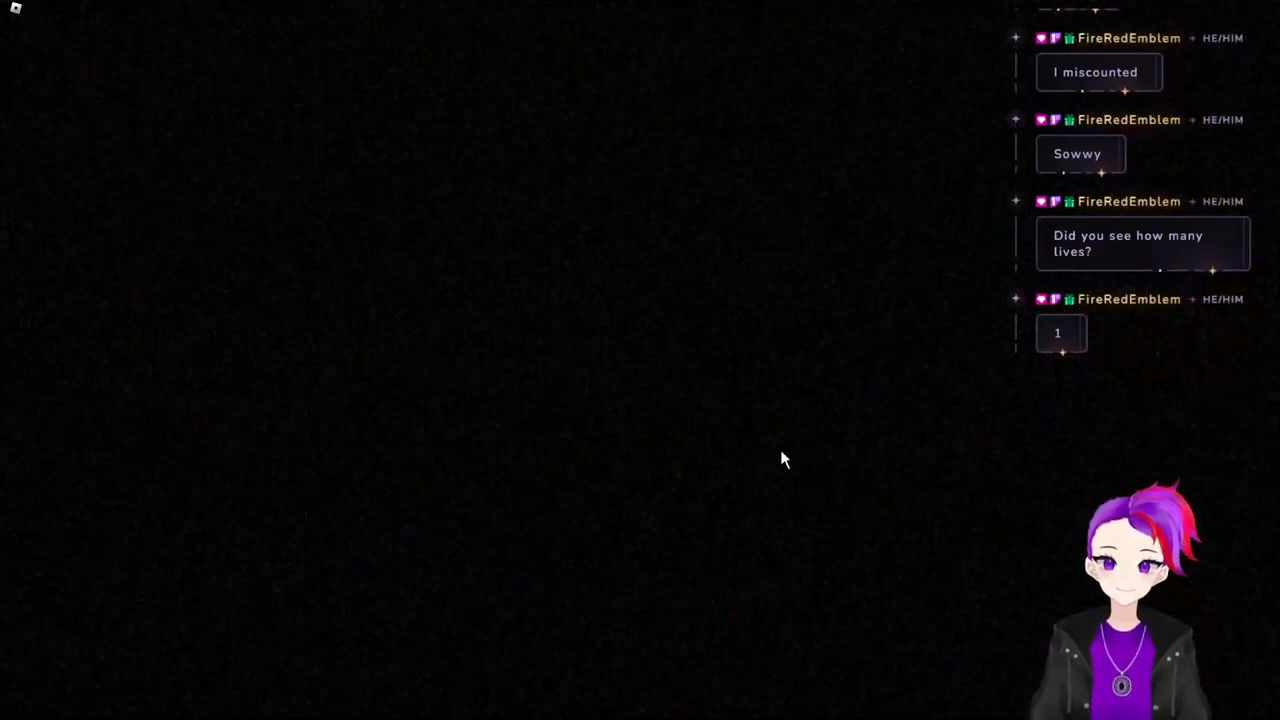 FireRedEmblem HE/HIM
I miscounted
FireRedEmblem HE/HIM
Sowwy
FireRedEmblem HE/HIM
Did you see how many
lives?
FireRedEmblem HE/HIM
1